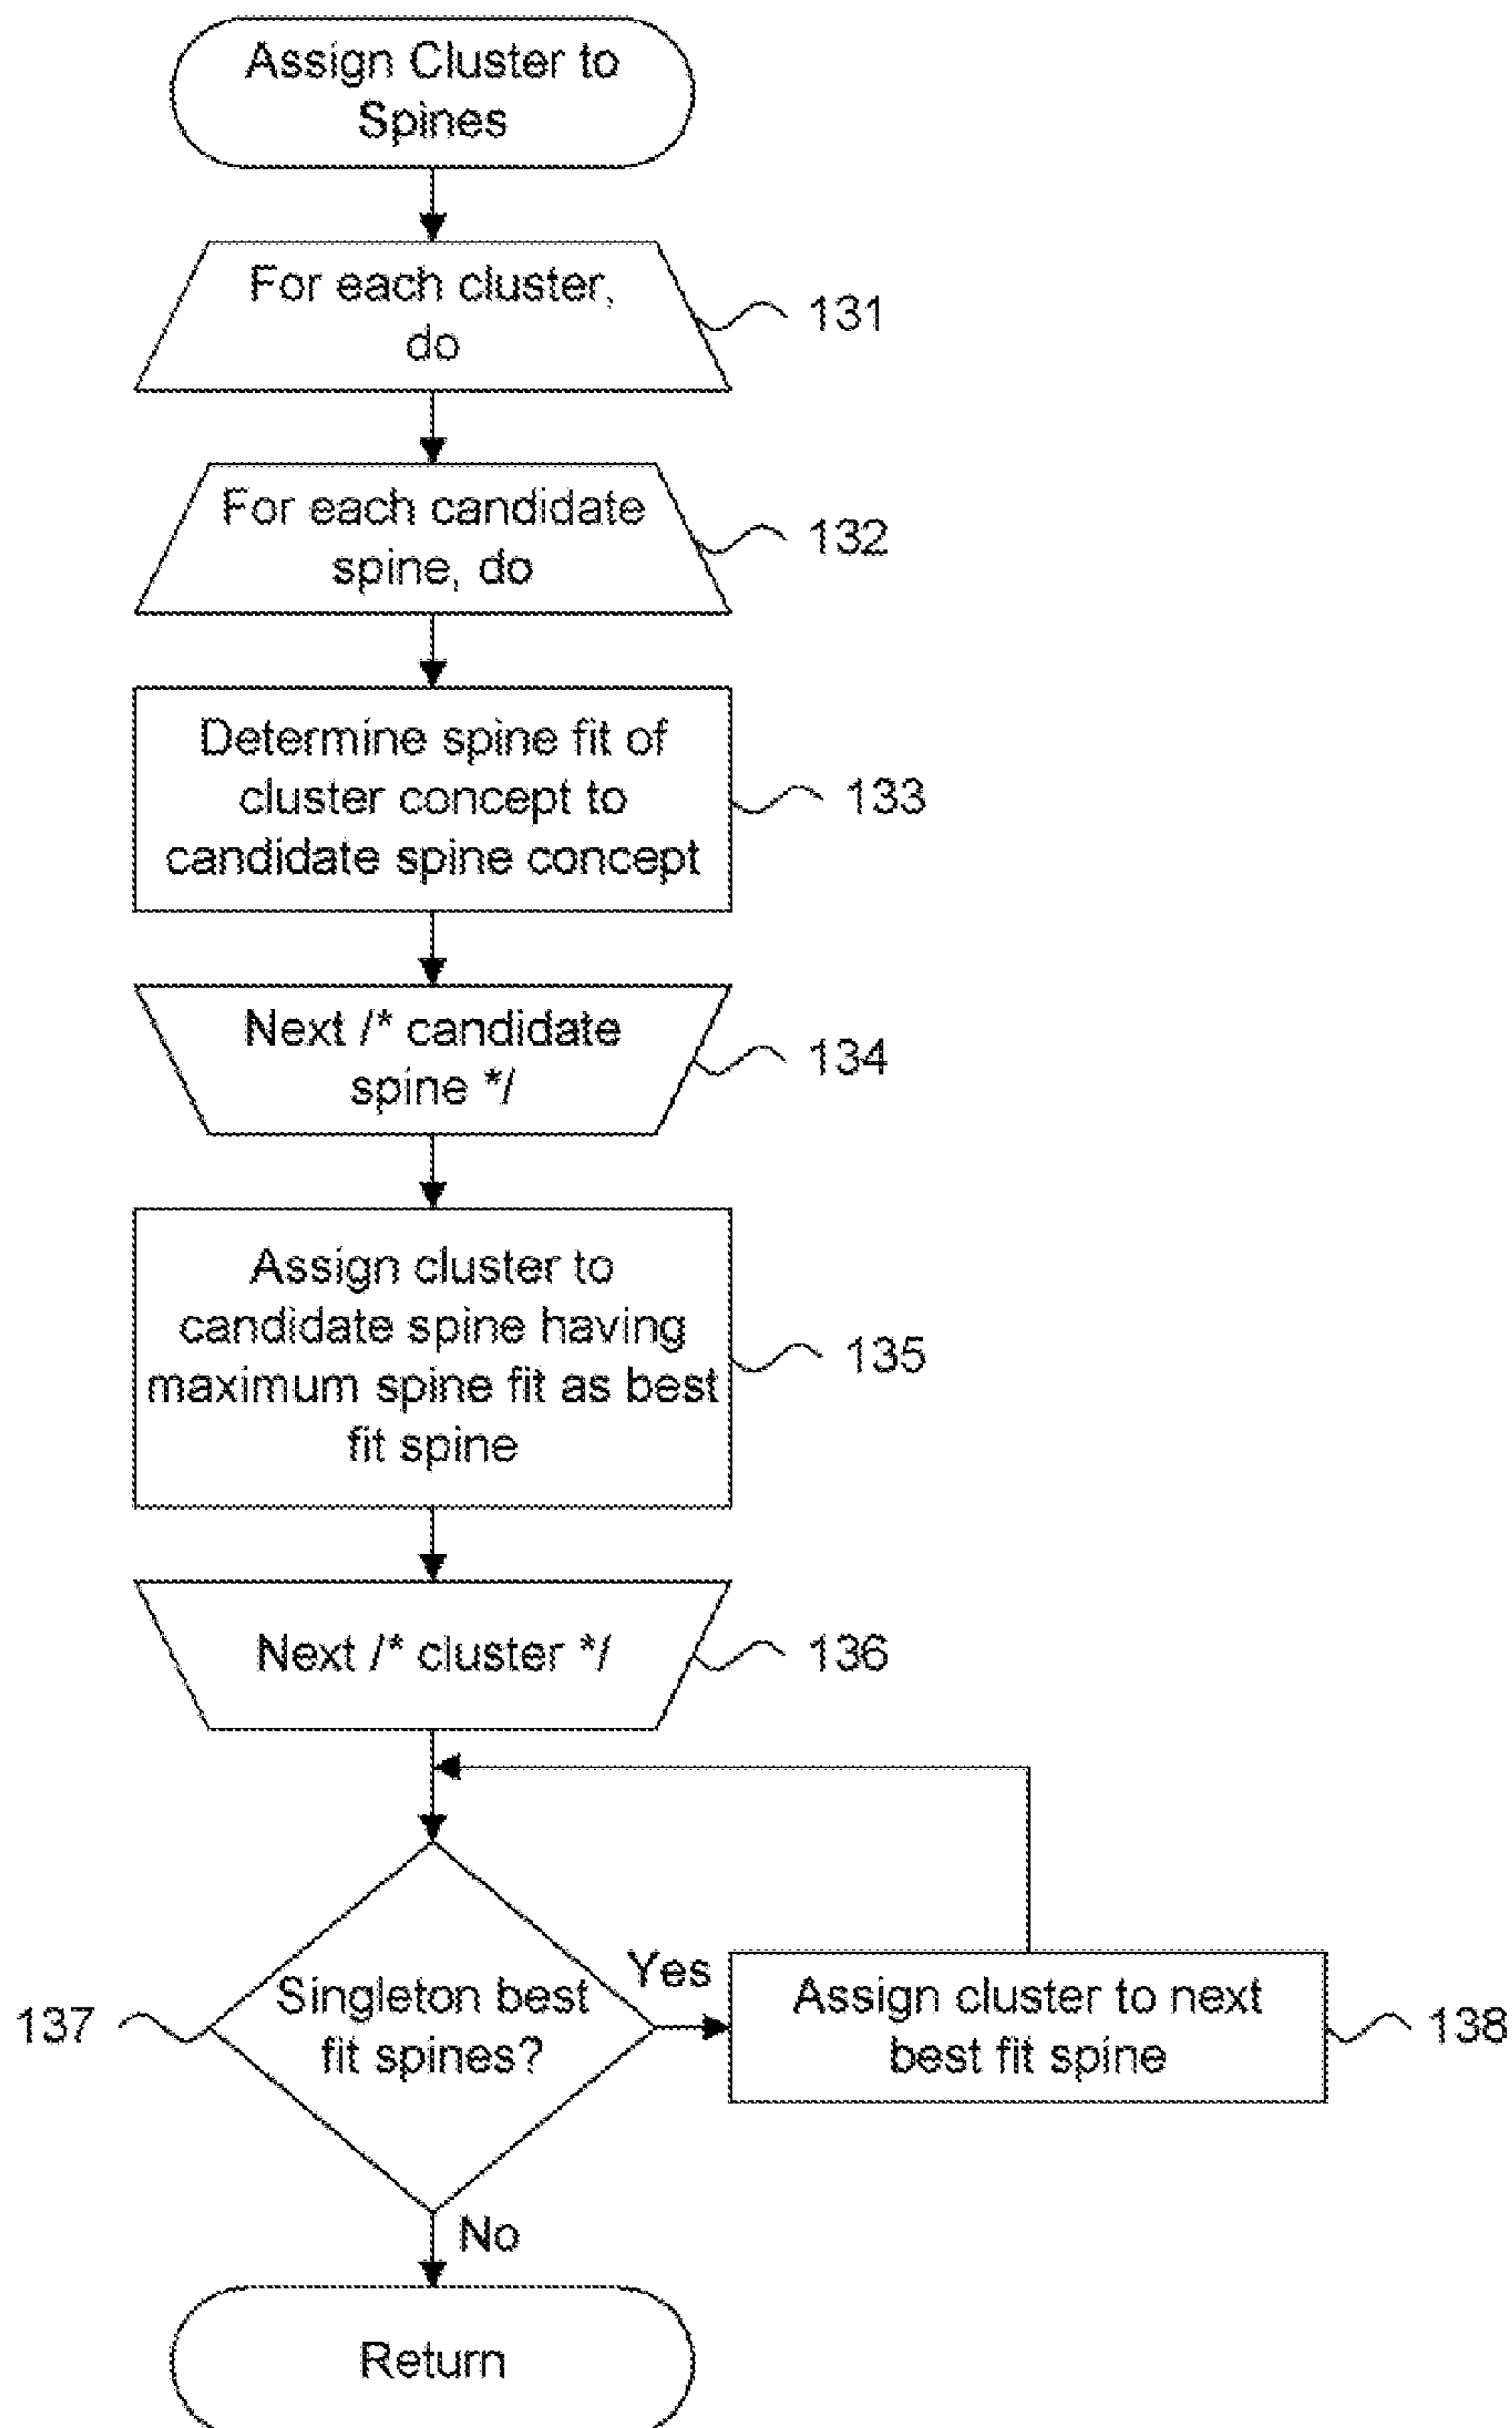 Assign Cluster to
Spines
For each cluster,
do
131
For each candidate
spine, do
132
Determine spine fit of
cluster concept to
candidate spine concept
133
Next /* candidate
spine */
134
Assign cluster to
candidate spine having
maximum spine fit as best
fit spine
135
Next /* cluster */
136
137
Singleton best
fit spines?
Yes
Assign cluster to next
best fit spine
138
No
Return